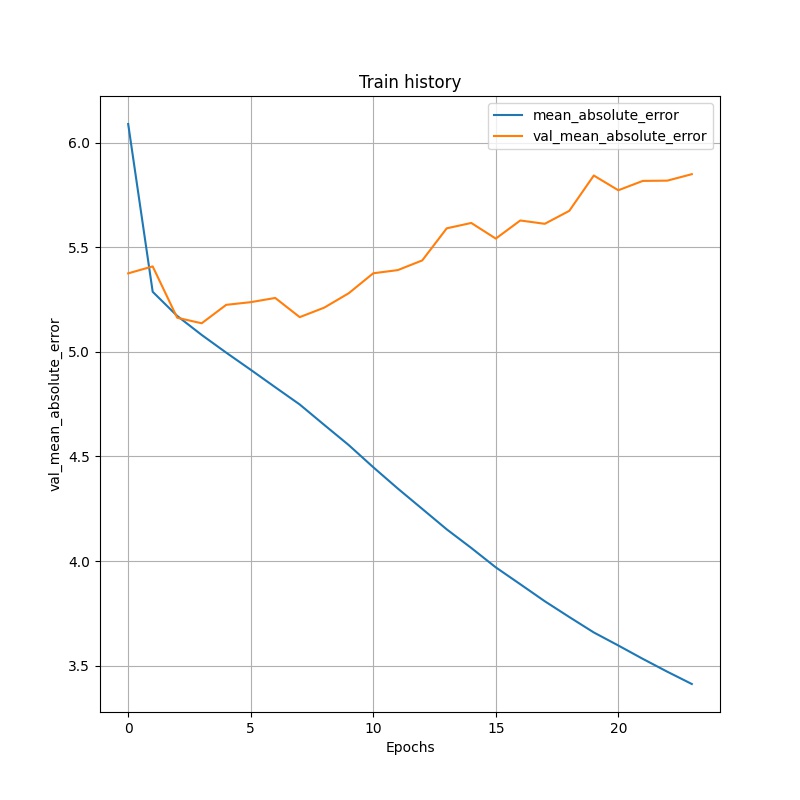 Train history
mean_absolute_error
val_mean_absolute_error
6.0
5.5
5.0
4.5
4.0
3.5
val_mean_absolute_error
0 5 10 15 20
Epochs